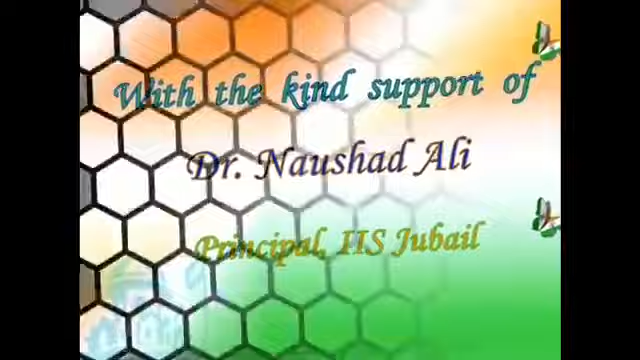 With the kind support of
Dr. Naushad Ali
Principal, IIS Jubail